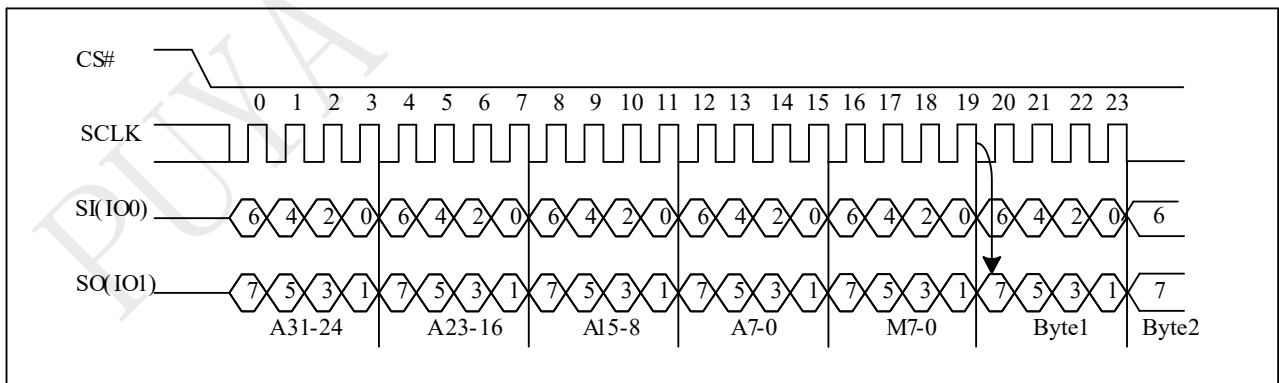 PUYA
CS#
0 1 2 3 4 5 6 7 8 9 10 11 12 13 14 15 16 17 18 19 20 21 22 23
SCLK
SI(IO0) 6 4 2 0 6 4 2 0 6 4 2 0 6 4 2 0 6 4 2 0 6 4 2 0 6
SO(IO1) 7 5 3 1 7 5 3 1 7 5 3 1 7 5 3 1 7 5 3 1 7 5 3 1 7
A31-24 A23-16 A15-8 A7-0 M7-0 Byte1 Byte2